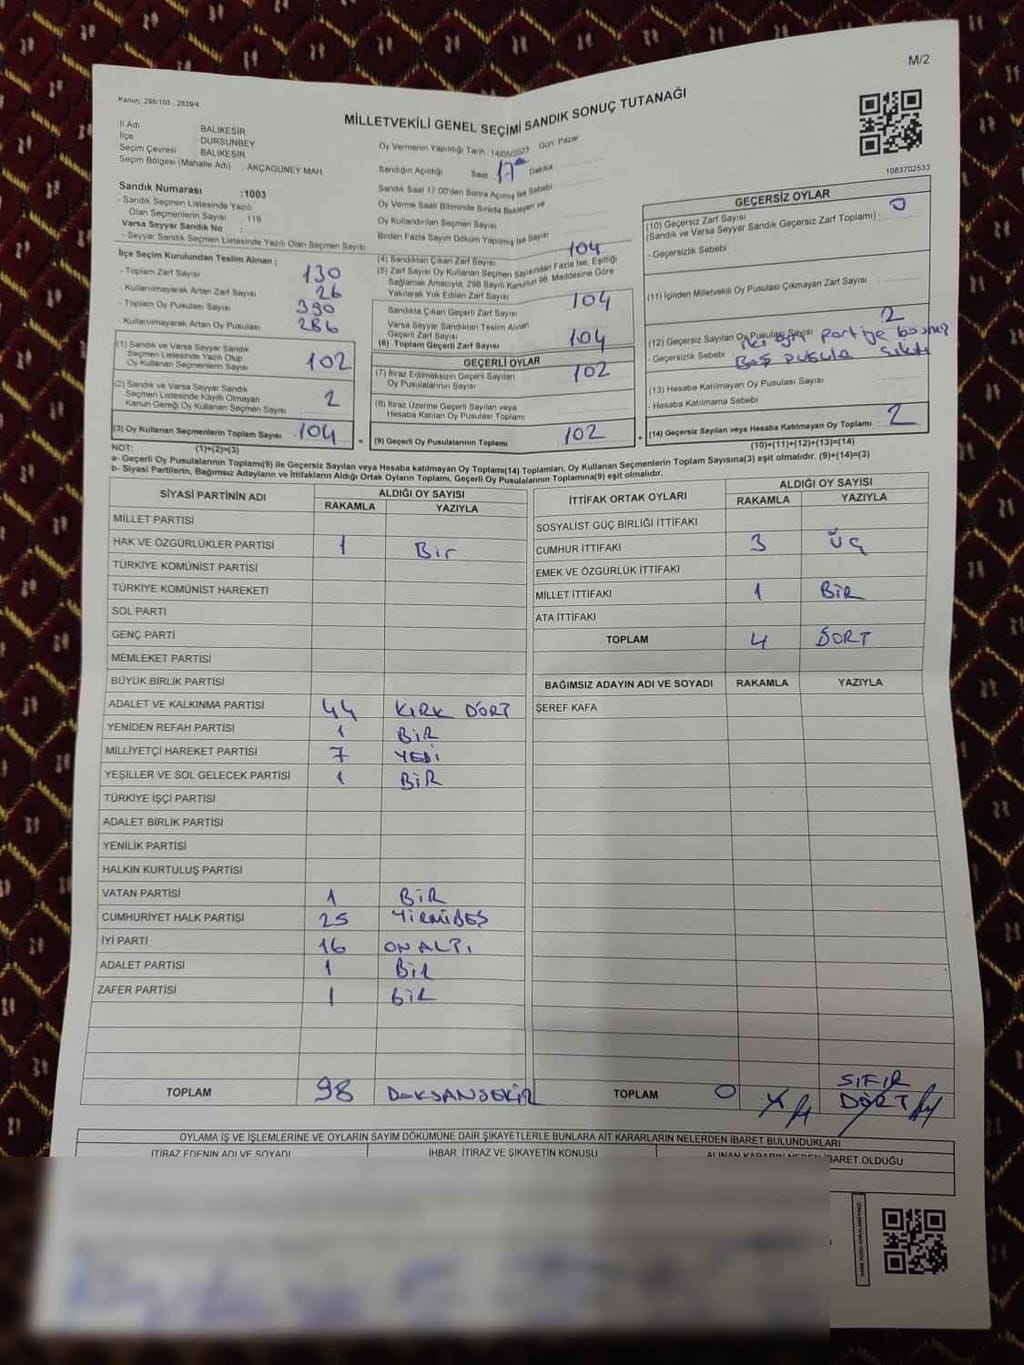 M/2
Kanun: 298/105 , 2839/4
MİLLETVEKİLİ GENEL SEÇİMİ SANDIK SONUÇ TUTANAĞI
İl Adı BALIKESİR
İlçe DURSUNBEY
Seçim Çevresi BALIKESİR
Seçim Bölgesi (Mahalle Adı) : AKÇAGÜNEY MAH.
Oy Vermenin Yapıldığı Tarih : 14/05/2023 Gün: Pazar
Sandığın Açıldığı Saat 17 Dakika
Sandık Saat 17:00'den Sonra Açılmış İse Sebebi
Oy Verme Saati Bitiminde Sırada Bekleyen ve
Oy Kullandırılan Seçmen Sayısı
Birden Fazla Sayım Döküm Yapılmış İse Sayısı
1083702533
Sandık Numarası :1003
- Sandık Seçmen Listesinde Yazılı
Olan Seçmenlerin Sayısı : 119
Varsa Seyyar Sandık No :
- Seyyar Sandık Seçmen Listesinde Yazılı Olan Seçmen Sayısı
İlçe Seçim Kurulundan Teslim Alınan ;
- Toplam Zarf Sayısı 130
- Kullanılmayarak Artan Zarf Sayısı 26
- Toplam Oy Pusulası Sayısı 390
- Kullanılmayarak Artan Oy Pusulası 286
(1) Sandık ve Varsa Seyyar Sandık
Seçmen Listesinde Yazılı Olup
Oy Kullanan Seçmenlerin Sayısı 102
(2) Sandık ve Varsa Seyyar Sandık
Seçmen Listesinde Kayıtlı Olmayan
Kanun Gereği Oy Kullanan Seçmen Sayısı 2
(3) Oy Kullanan Seçmenlerin Toplam Sayısı 104
(4) Sandıktan Çıkan Zarf Sayısı 104
(5) Zarf Sayısı Oy Kullanan Seçmen Sayısından Fazla İse, Eşitliği
Sağlamak Amacıyla, 298 Sayılı Kanunun 98. Maddesine Göre
Yakılarak Yok Edilen Zarf Sayısı
Sandıkta Çıkan Geçerli Zarf Sayısı 104
Varsa Seyyar Sandıktan Teslim Alınan
Geçerli Zarf Sayısı
(6) Toplam Geçerli Zarf Sayısı 104
GEÇERLİ OYLAR
(7) İtiraz Edilmeksizin Geçerli Sayılan
Oy Pusulalarının Sayısı 102
(8) İtiraz Üzerine Geçerli Sayılan veya
Hesaba Katılan Oy Pusulası Toplamı
= (9) Geçerli Oy Pusulalarının Toplamı 102
GEÇERSİZ OYLAR
(10) Geçersiz Zarf Sayısı 0
(Sandık ve Varsa Seyyar Sandık Geçersiz Zarf Toplamı) :
- Geçersizlik Sebebi :
(11) İçinden Milletvekili Oy Pusulası Çıkmayan Zarf Sayısı
(12) Geçersiz Sayılan Oy Pusulası Sayısı 2
- Geçersizlik Sebebi iki ayrı partiye basmış
Boş pusula çıktı
(13) Hesaba Katılmayan Oy Pusulası Sayısı
- Hesaba Katılmama Sebebi
+ (14) Geçersiz Sayılan veya Hesaba Katılmayan Oy Toplamı 2
NOT: (1)+(2)=(3)
(10)+(11)+(12)+(13)=(14)
a- Geçerli Oy Pusulalarının Toplamı(9) ile Geçersiz Sayılan veya Hesaba katılmayan Oy Toplamı(14) Toplamları, Oy Kullanan Seçmenlerin Toplam Sayısına(3) eşit olmalıdır. (9)+(14)=(3)
b- Siyasi Partilerin, Bağımsız Adayların ve İttifakların Aldığı Ortak Oyların Toplamı, Geçerli Oy Pusulalarının Toplamına(9) eşit olmalıdır.
SİYASİ PARTİNİN ADI ALDIĞI OY SAYISI
RAKAMLA YAZIYLA
MİLLET PARTİSİ
HAK VE ÖZGÜRLÜKLER PARTİSİ 1 Bir
TÜRKİYE KOMÜNİST PARTİSİ
TÜRKİYE KOMÜNİST HAREKETİ
SOL PARTİ
GENÇ PARTİ
MEMLEKET PARTİSİ
BÜYÜK BİRLİK PARTİSİ
ADALET VE KALKINMA PARTİSİ 44 KIRK DÖRT
YENİDEN REFAH PARTİSİ 1 BİR
MİLLİYETÇİ HAREKET PARTİSİ 7 YEDİ
YEŞİLLER VE SOL GELECEK PARTİSİ 1 BİR
TÜRKİYE İŞÇİ PARTİSİ
ADALET BİRLİK PARTİSİ
YENİLİK PARTİSİ
HALKIN KURTULUŞ PARTİSİ
VATAN PARTİSİ 1 BİR
CUMHURİYET HALK PARTİSİ 25 YİRMİBEŞ
İYİ PARTİ 16 ON ALTI
ADALET PARTİSİ 1 BİR
ZAFER PARTİSİ 1 BİR
TOPLAM 98 DOKSANSEKİZ
İTTİFAK ORTAK OYLARI ALDIĞI OY SAYISI
RAKAMLA YAZIYLA
SOSYALİST GÜÇ BİRLİĞİ İTTİFAKI
CUMHUR İTTİFAKI 3 ÜÇ
EMEK VE ÖZGÜRLÜK İTTİFAKI
MİLLET İTTİFAKI 1 BİR
ATA İTTİFAKI
TOPLAM 4 DÖRT
BAĞIMSIZ ADAYIN ADI VE SOYADI RAKAMLA YAZIYLA
ŞEREF KAFA
TOPLAM 0 SIFIR
DÖRT
OYLAMA İŞ VE İŞLEMLERİNE VE OYLARIN SAYIM DÖKÜMÜNE DAİR ŞİKAYETLERLE BUNLARA AİT KARARLARIN NELERDEN İBARET BULUNDUKLARI
İTİRAZ EDENİN ADI VE SOYADI İHBAR, İTİRAZ VE ŞİKAYETİN KONUSU ALINAN KARARIN NEDEN İBARET OLDUĞU